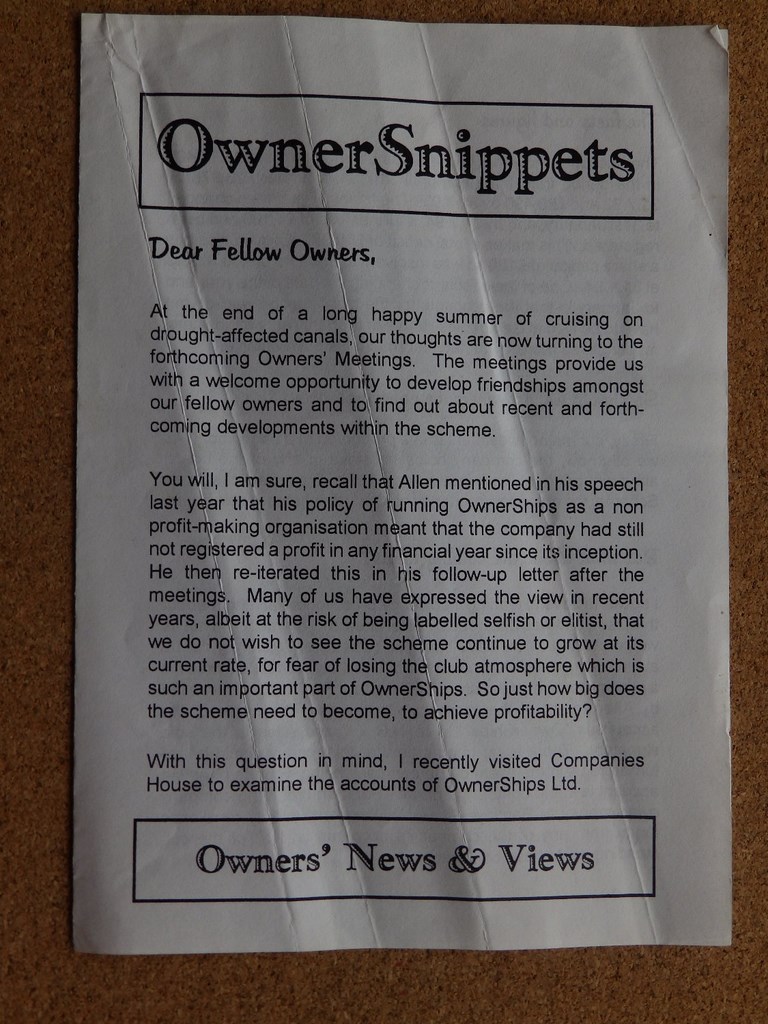 OwnerSnippets
Dear Fellow Owners,
At the end of a long happy summer of cruising on
drought-affected canals, our thoughts are now turning to the
forthcoming Owners' Meetings. The meetings provide us
with a welcome opportunity to develop friendships amongst
our fellow owners and to find out about recent and forth-
coming developments within the scheme.
You will, I am sure, recall that Allen mentioned in his speech
last year that his policy of running OwnerShips as a non
profit-making organisation meant that the company had still
not registered a profit in any financial year since its inception.
He then re-iterated this in his follow-up letter after the
meetings. Many of us have expressed the view in recent
years, albeit at the risk of being labelled selfish or elitist, that
we do not wish to see the scheme continue to grow at its
current rate, for fear of losing the club atmosphere which is
such an important part of OwnerShips. So just how big does
the scheme need to become, to achieve profitability?
With this question in mind, I recently visited Companies
House to examine the accounts of OwnerShips Ltd.
Owners' News & Views